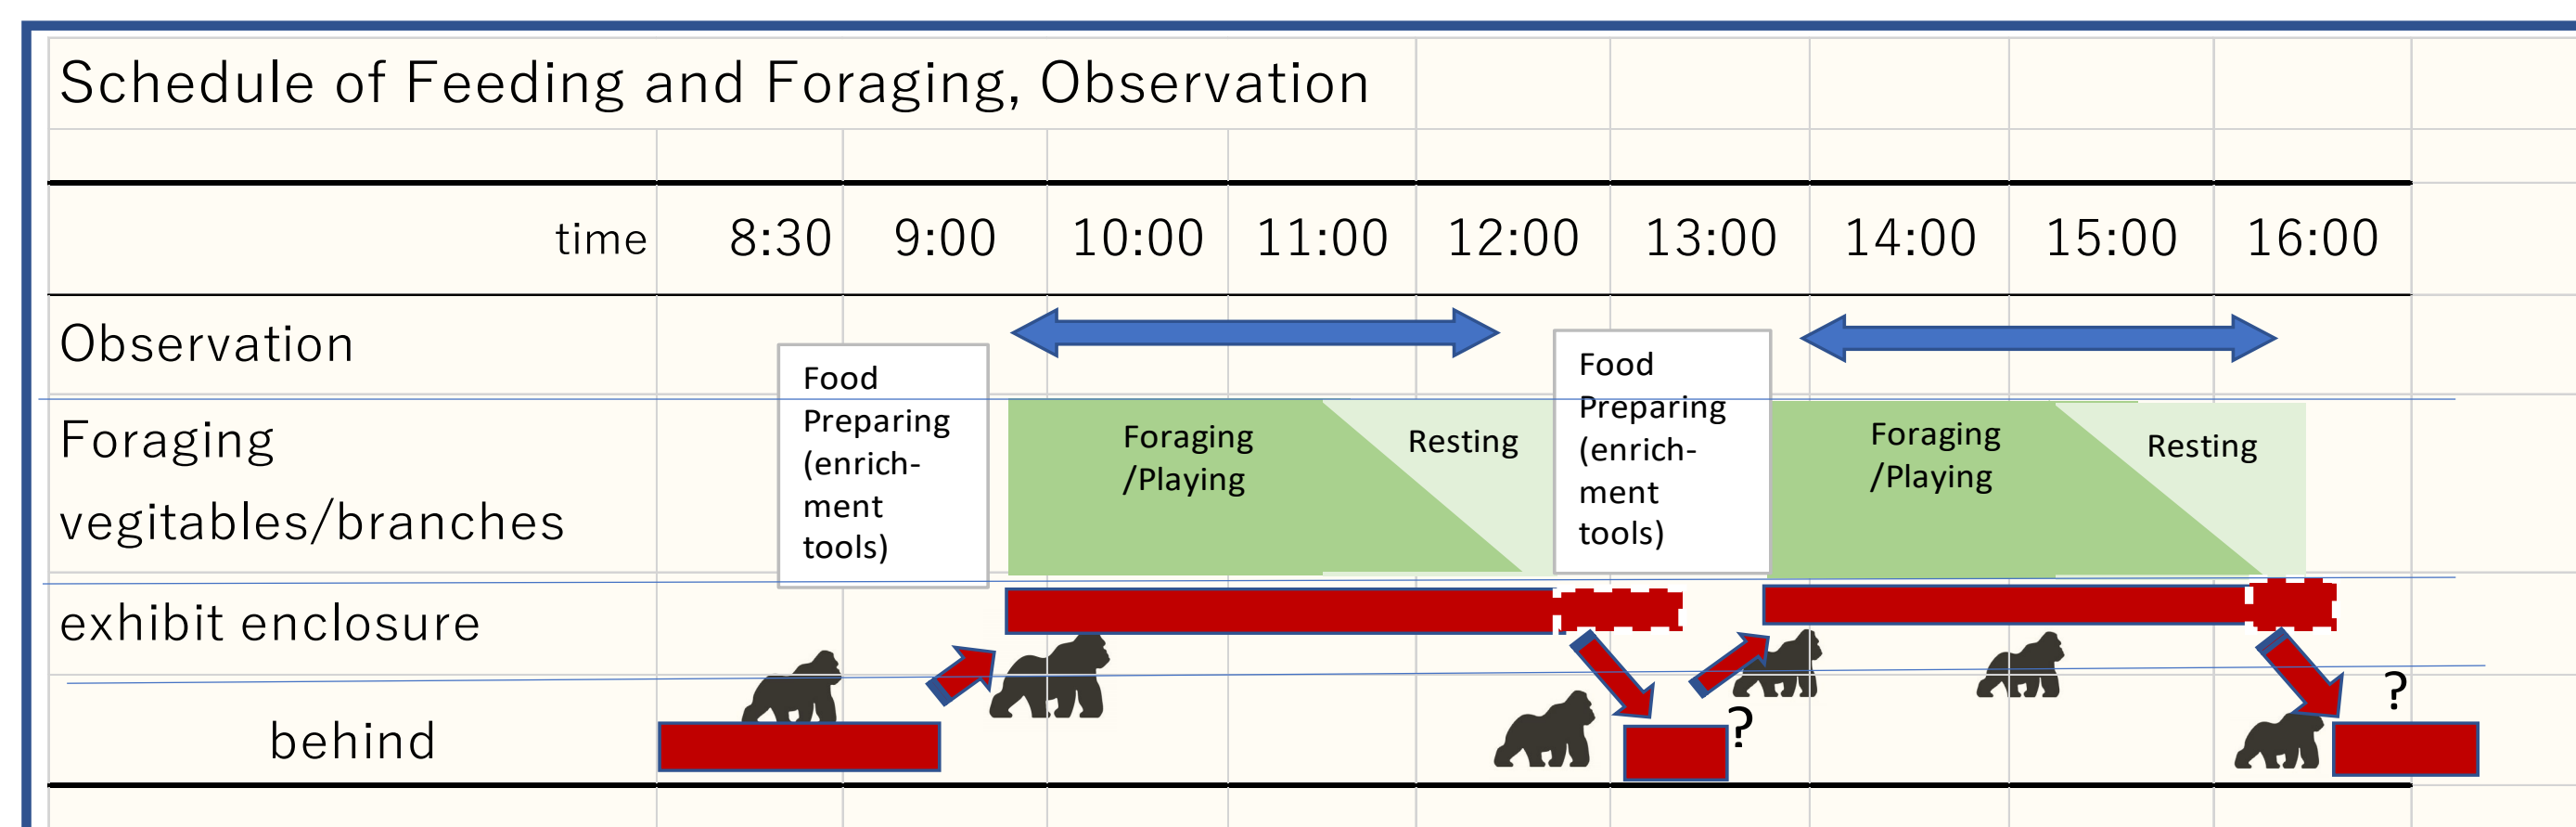 Schedule of Feeding and Foraging, Observation
time 8:30 9:00 10:00 11:00 12:00 13:00 14:00 15:00 16:00
Observation
Food
Preparing
(enrich-
ment
tools)
Food
Preparing
(enrich-
ment
tools)
Foraging
vegitables/branches
Foraging
/Playing
Resting
Foraging
/Playing
Resting
exhibit enclosure
behind
?
?